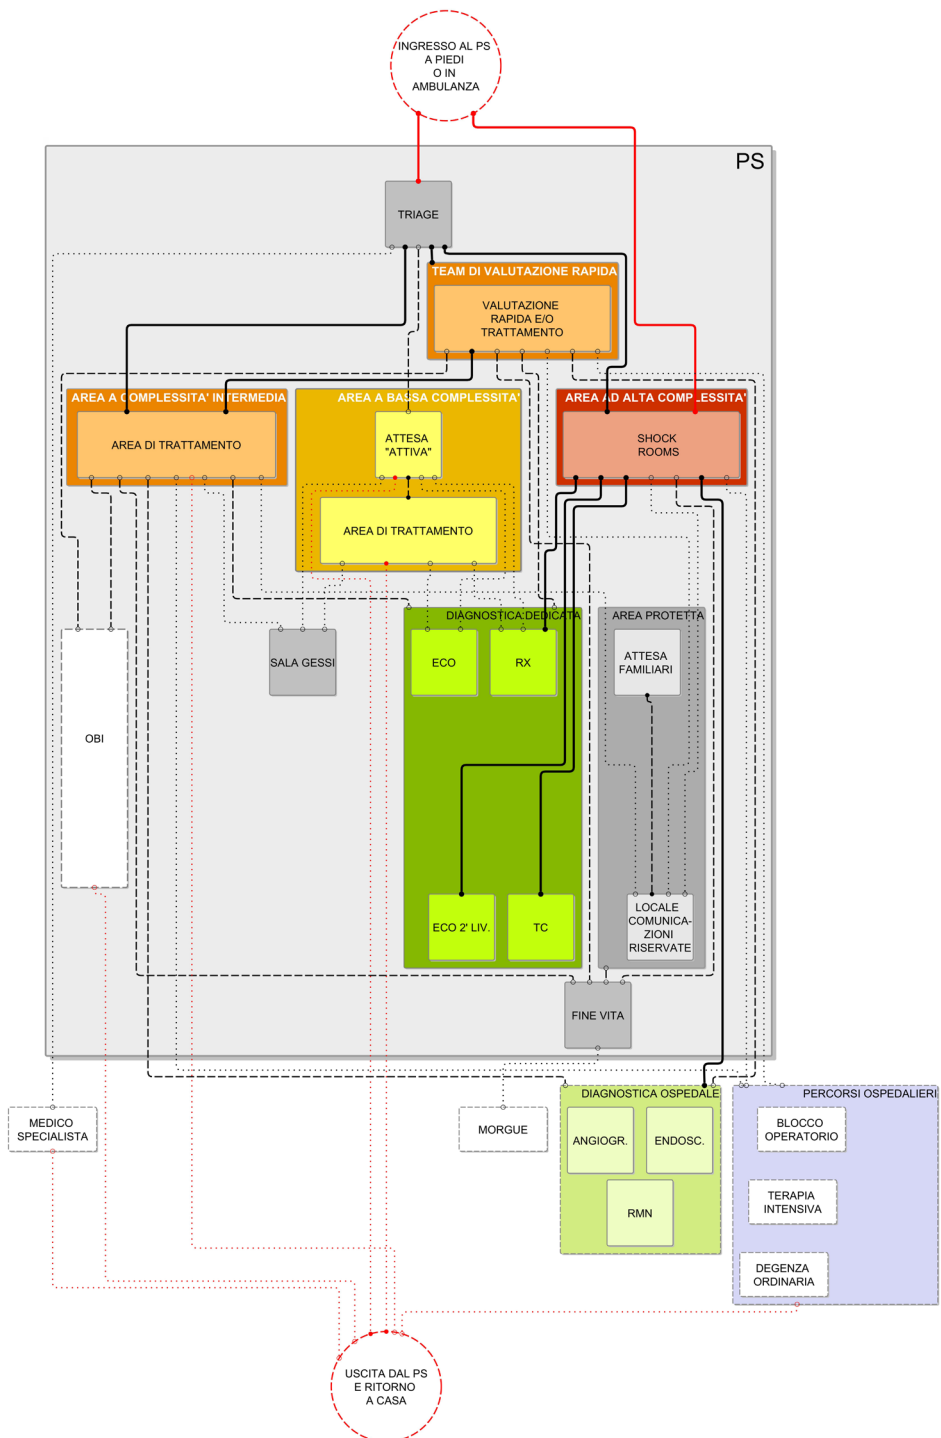 INGRESSO AL PS
A PIEDI
O IN
AMBULANZA
PS
TRIAGE
TEAM DI VALUTAZIONE RAPIDA
VALUTAZIONE
RAPIDA E/O
TRATTAMENTO
AREA A COMPLESSITA' INTERMEDIA
AREA DI TRATTAMENTO
AREA A BASSA COMPLESSITA'
ATTESA
"ATTIVA"
AREA DI TRATTAMENTO
AREA AD ALTA COMPLESSITA'
SHOCK
ROOMS
OBI
SALA GESSI
DIAGNOSTICA DEDICATA
ECO
RX
ECO 2' LIV.
TC
AREA PROTETTA
ATTESA
FAMILIARI
LOCALE
COMUNICA-
ZIONI
RISERVATE
FINE VITA
MEDICO
SPECIALISTA
MORGUE
DIAGNOSTICA OSPEDALE
ANGIOGR.
ENDOSC.
RMN
PERCORSI OSPEDALIERI
BLOCCO
OPERATORIO
TERAPIA
INTENSIVA
DEGENZA
ORDINARIA
USCITA DAL PS
E RITORNO
A CASA